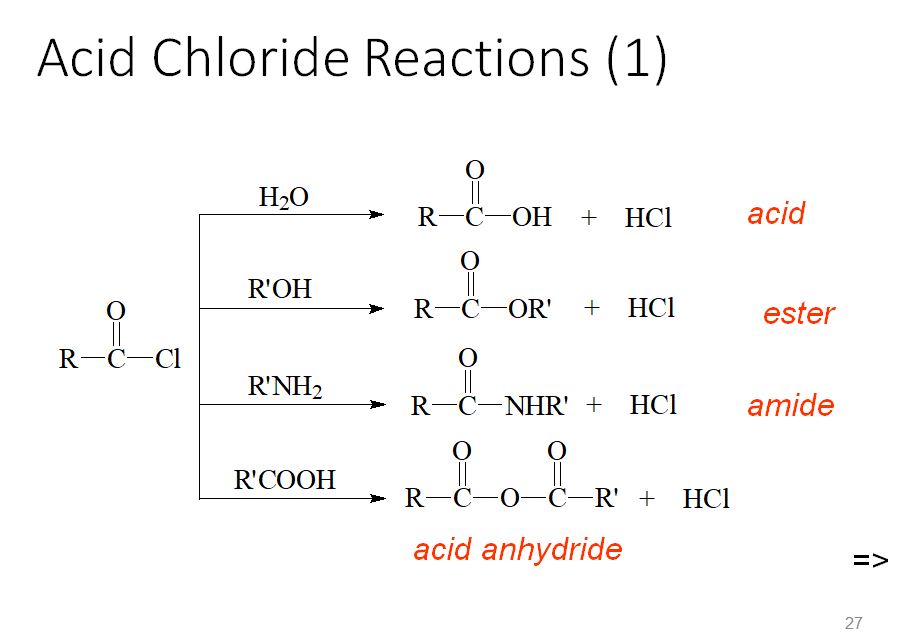 Acid Chloride Reactions (1)
O
H₂O
R—C—OH + HCl acid
O
R'OH
R—C—OR' + HCl ester
O
R—C—Cl
O
R'NH₂
R—C—NHR' + HCl amide
O O
R'COOH
R—C—O—C—R' + HCl
acid anhydride
=>
27